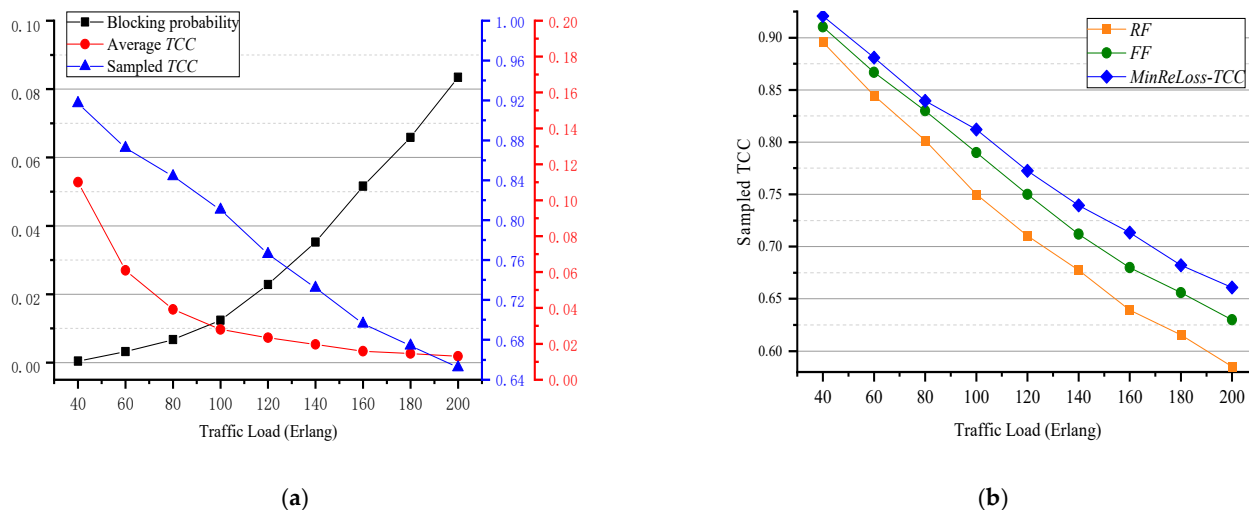 Blocking probability
Average TCC
Sampled TCC
0.10
0.08
0.06
0.04
0.02
0.00
1.00
0.96
0.92
0.88
0.84
0.80
0.76
0.72
0.68
0.64
0.20
0.18
0.16
0.14
0.12
0.10
0.08
0.06
0.04
0.02
0.00
40 60 80 100 120 140 160 180 200
Traffic Load (Erlang)
(a)
RF
FF
MinReLoss-TCC
Sampled TCC
0.90
0.85
0.80
0.75
0.70
0.65
0.60
40 60 80 100 120 140 160 180 200
Traffic Load (Erlang)
(b)